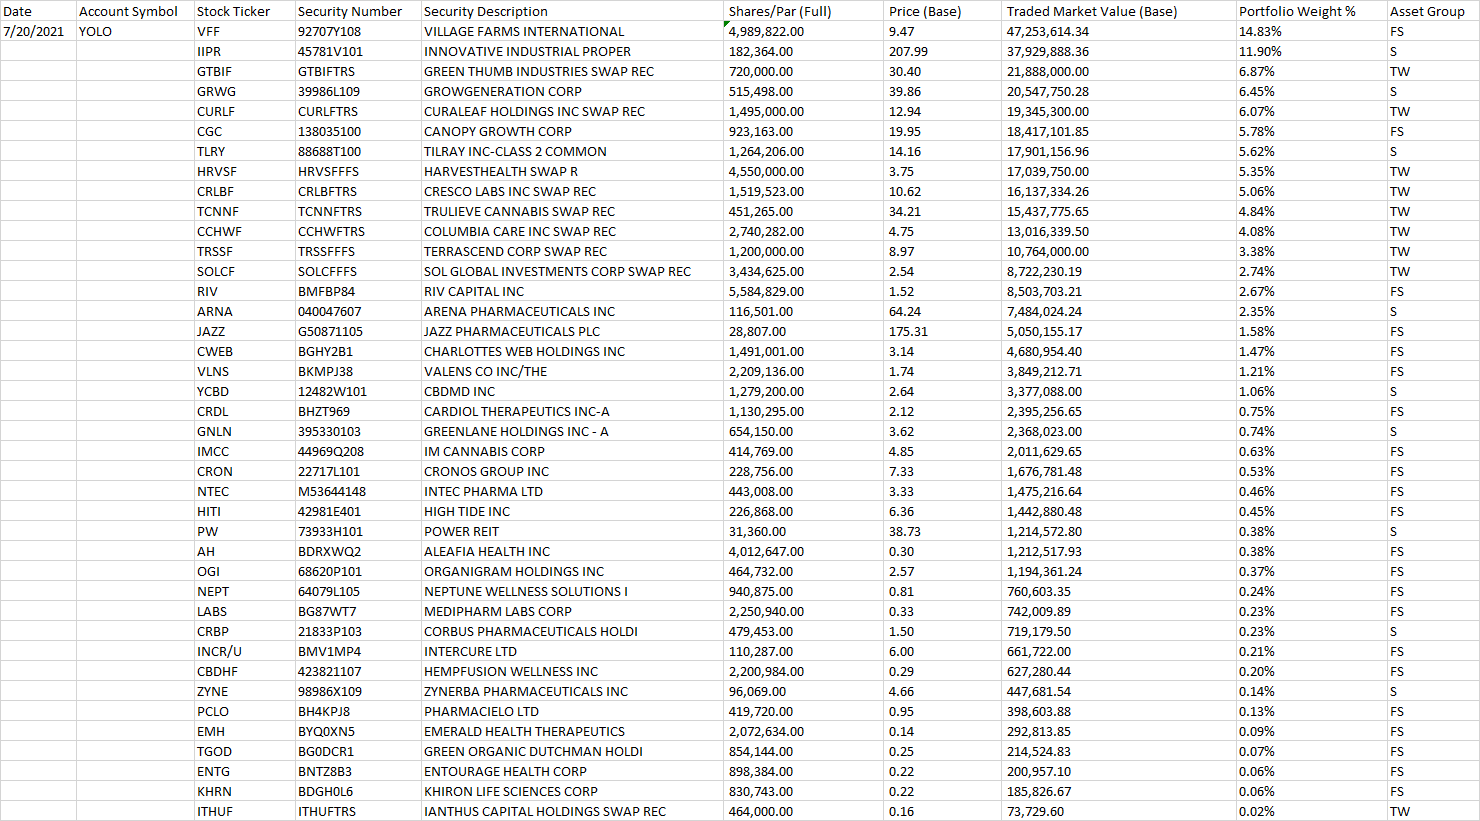 Date Account Symbol Stock Ticker Security Number Security Description Shares/Par (Full) Price (Base) Traded Market Value (Base) Portfolio Weight % Asset Group
7/20/2021 YOLO VFF 92707Y108 VILLAGE FARMS INTERNATIONAL 4,989,822.00 9.47 47,253,614.34 14.83% FS
IIPR 45781V101 INNOVATIVE INDUSTRIAL PROPER 182,364.00 207.99 37,929,888.36 11.90% S
GTBIF GTBIFTRS GREEN THUMB INDUSTRIES SWAP REC 720,000.00 30.40 21,888,000.00 6.87% TW
GRWG 39986L109 GROWGENERATION CORP 515,498.00 39.86 20,547,750.28 6.45% S
CURLF CURLFTRS CURALEAF HOLDINGS INC SWAP REC 1,495,000.00 12.94 19,345,300.00 6.07% TW
CGC 138035100 CANOPY GROWTH CORP 923,163.00 19.95 18,417,101.85 5.78% FS
TLRY 88688T100 TILRAY INC-CLASS 2 COMMON 1,264,206.00 14.16 17,901,156.96 5.62% S
HRVSF HRVSFFFS HARVESTHEALTH SWAP R 4,550,000.00 3.75 17,039,750.00 5.35% TW
CRLBF CRLBFTRS CRESCO LABS INC SWAP REC 1,519,523.00 10.62 16,137,334.26 5.06% TW
TCNNF TCNNFTRS TRULIEVE CANNABIS SWAP REC 451,265.00 34.21 15,437,775.65 4.84% TW
CCHWF CCHWFTRS COLUMBIA CARE INC SWAP REC 2,740,282.00 4.75 13,016,339.50 4.08% TW
TRSSF TRSSFFFS TERRASCEND CORP SWAP REC 1,200,000.00 8.97 10,764,000.00 3.38% TW
SOLCF SOLCFFFS SOL GLOBAL INVESTMENTS CORP SWAP REC 3,434,625.00 2.54 8,722,230.19 2.74% TW
RIV BMFBP84 RIV CAPITAL INC 5,584,829.00 1.52 8,503,703.21 2.67% FS
ARNA 040047607 ARENA PHARMACEUTICALS INC 116,501.00 64.24 7,484,024.24 2.35% S
JAZZ G50871105 JAZZ PHARMACEUTICALS PLC 28,807.00 175.31 5,050,155.17 1.58% FS
CWEB BGHY2B1 CHARLOTTES WEB HOLDINGS INC 1,491,001.00 3.14 4,680,954.40 1.47% FS
VLNS BKMPJ38 VALENS CO INC/THE 2,209,136.00 1.74 3,849,212.71 1.21% FS
YCBD 12482W101 CBDMD INC 1,279,200.00 2.64 3,377,088.00 1.06% S
CRDL BHZT969 CARDIOL THERAPEUTICS INC-A 1,130,295.00 2.12 2,395,256.65 0.75% FS
GNLN 395330103 GREENLANE HOLDINGS INC - A 654,150.00 3.62 2,368,023.00 0.74% S
IMCC 44969Q208 IM CANNABIS CORP 414,769.00 4.85 2,011,629.65 0.63% FS
CRON 22717L101 CRONOS GROUP INC 228,756.00 7.33 1,676,781.48 0.53% FS
NTEC M53644148 INTEC PHARMA LTD 443,008.00 3.33 1,475,216.64 0.46% FS
HITI 42981E401 HIGH TIDE INC 226,868.00 6.36 1,442,880.48 0.45% FS
PW 73933H101 POWER REIT 31,360.00 38.73 1,214,572.80 0.38% S
AH BDRXWQ2 ALEAFIA HEALTH INC 4,012,647.00 0.30 1,212,517.93 0.38% FS
OGI 68620P101 ORGANIGRAM HOLDINGS INC 464,732.00 2.57 1,194,361.24 0.37% FS
NEPT 64079L105 NEPTUNE WELLNESS SOLUTIONS I 940,875.00 0.81 760,603.35 0.24% FS
LABS BG87WT7 MEDIPHARM LABS CORP 2,250,940.00 0.33 742,009.89 0.23% FS
CRBP 21833P103 CORBUS PHARMACEUTICALS HOLDI 479,453.00 1.50 719,179.50 0.23% S
INCR/U BMV1MP4 INTERCURE LTD 110,287.00 6.00 661,722.00 0.21% FS
CBDHF 423821107 HEMPFUSION WELLNESS INC 2,200,984.00 0.29 627,280.44 0.20% FS
ZYNE 98986X109 ZYNERBA PHARMACEUTICALS INC 96,069.00 4.66 447,681.54 0.14% S
PCLO BH4KPJ8 PHARMACIELO LTD 419,720.00 0.95 398,603.88 0.13% FS
EMH BYQ0XN5 EMERALD HEALTH THERAPEUTICS 2,072,634.00 0.14 292,813.85 0.09% FS
TGOD BG0DCR1 GREEN ORGANIC DUTCHMAN HOLDI 854,144.00 0.25 214,524.83 0.07% FS
ENTG BNTZ8B3 ENTOURAGE HEALTH CORP 898,384.00 0.22 200,957.10 0.06% FS
KHRN BDGH0L6 KHIRON LIFE SCIENCES CORP 830,743.00 0.22 185,826.67 0.06% FS
ITHUF ITHUFTRS IANTHUS CAPITAL HOLDINGS SWAP REC 464,000.00 0.16 73,729.60 0.02% TW